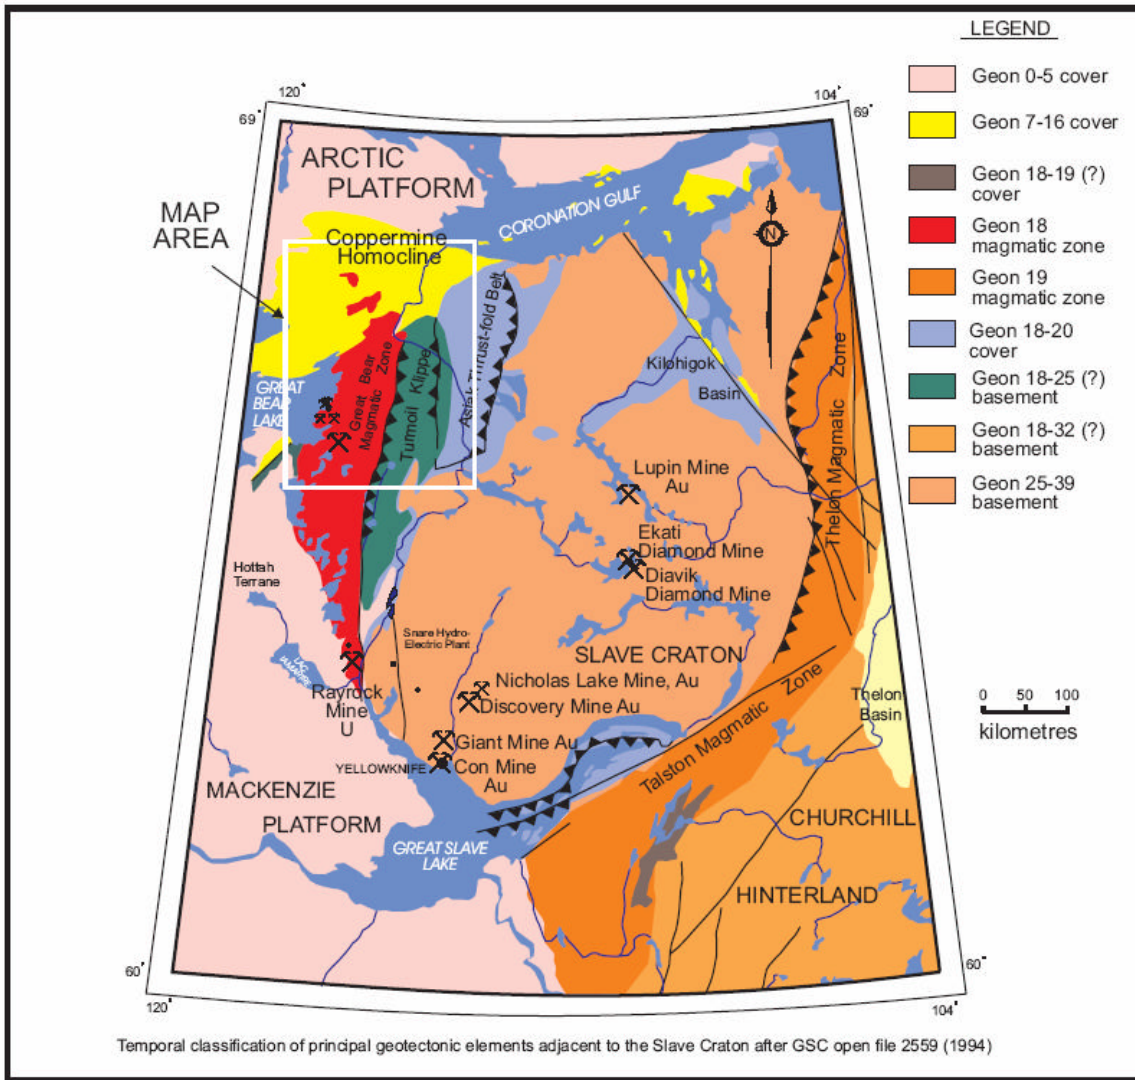 LEGEND
Geon 0-5 cover
Geon 7-16 cover
Geon 18-19 (?)
cover
Geon 18
magmatic zone
Geon 19
magmatic zone
Geon 18-20
cover
Geon 18-25 (?)
basement
Geon 18-32 (?)
basement
Geon 25-39
basement
120°
104°
69°
69°
ARCTIC
PLATFORM
MAP
AREA
CORONATION GULF
Coppermine
Homocline
N
GREAT
BEAR
LAKE
Great Bear
Magmatic Zone
Turmoil Klippe
Asiak Thrust-fold Belt
Kilohigok
Basin
Thelon Magmatic Zone
Lupin Mine
Au
Ekati
Diamond Mine
Diavik
Diamond Mine
Hottah
Terrane
Snare Hydro-
Electric Plant
SLAVE CRATON
LAC
Rayrock
Mine
U
Nicholas Lake Mine, Au
Discovery Mine Au
Giant Mine Au
YELLOWKNIFE
Con Mine
Au
Talston Magmatic Zone
Thelon
Basin
0 50 100
kilometres
MACKENZIE
PLATFORM
GREAT SLAVE
LAKE
CHURCHILL
HINTERLAND
60°
60°
120°
104°
Temporal classification of principal geotectonic elements adjacent to the Slave Craton after GSC open file 2559 (1994)